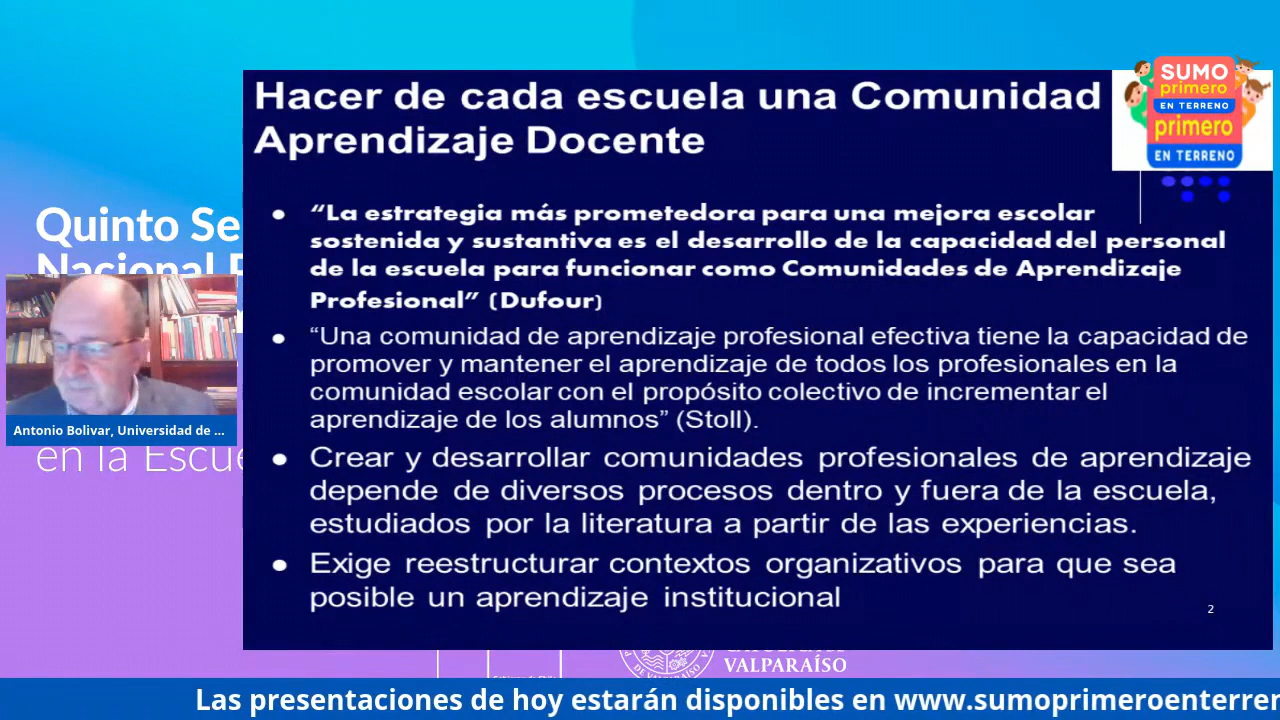 Hacer de cada escuela una Comunidad
Aprendizaje Docente
SUMO
primero
EN TERRENO
primero
EN TERRENO
• “La estrategia más prometedora para una mejora escolar
sostenida y sustantiva es el desarrollo de la capacidad del personal
de la escuela para funcionar como Comunidades de Aprendizaje
Profesional” (Dufour)
• “Una comunidad de aprendizaje profesional efectiva tiene la capacidad de
promover y mantener el aprendizaje de todos los profesionales en la
comunidad escolar con el propósito colectivo de incrementar el
aprendizaje de los alumnos” (Stoll).
• Crear y desarrollar comunidades profesionales de aprendizaje
depende de diversos procesos dentro y fuera de la escuela,
estudiados por la literatura a partir de las experiencias.
• Exige reestructurar contextos organizativos para que sea
posible un aprendizaje institucional
2
Quinto Se
Nacional
Antonio Bolivar, Universidad de ...
en la Escue
VALPARAÍSO
Las presentaciones de hoy estarán disponibles en www.sumoprimeroenterren